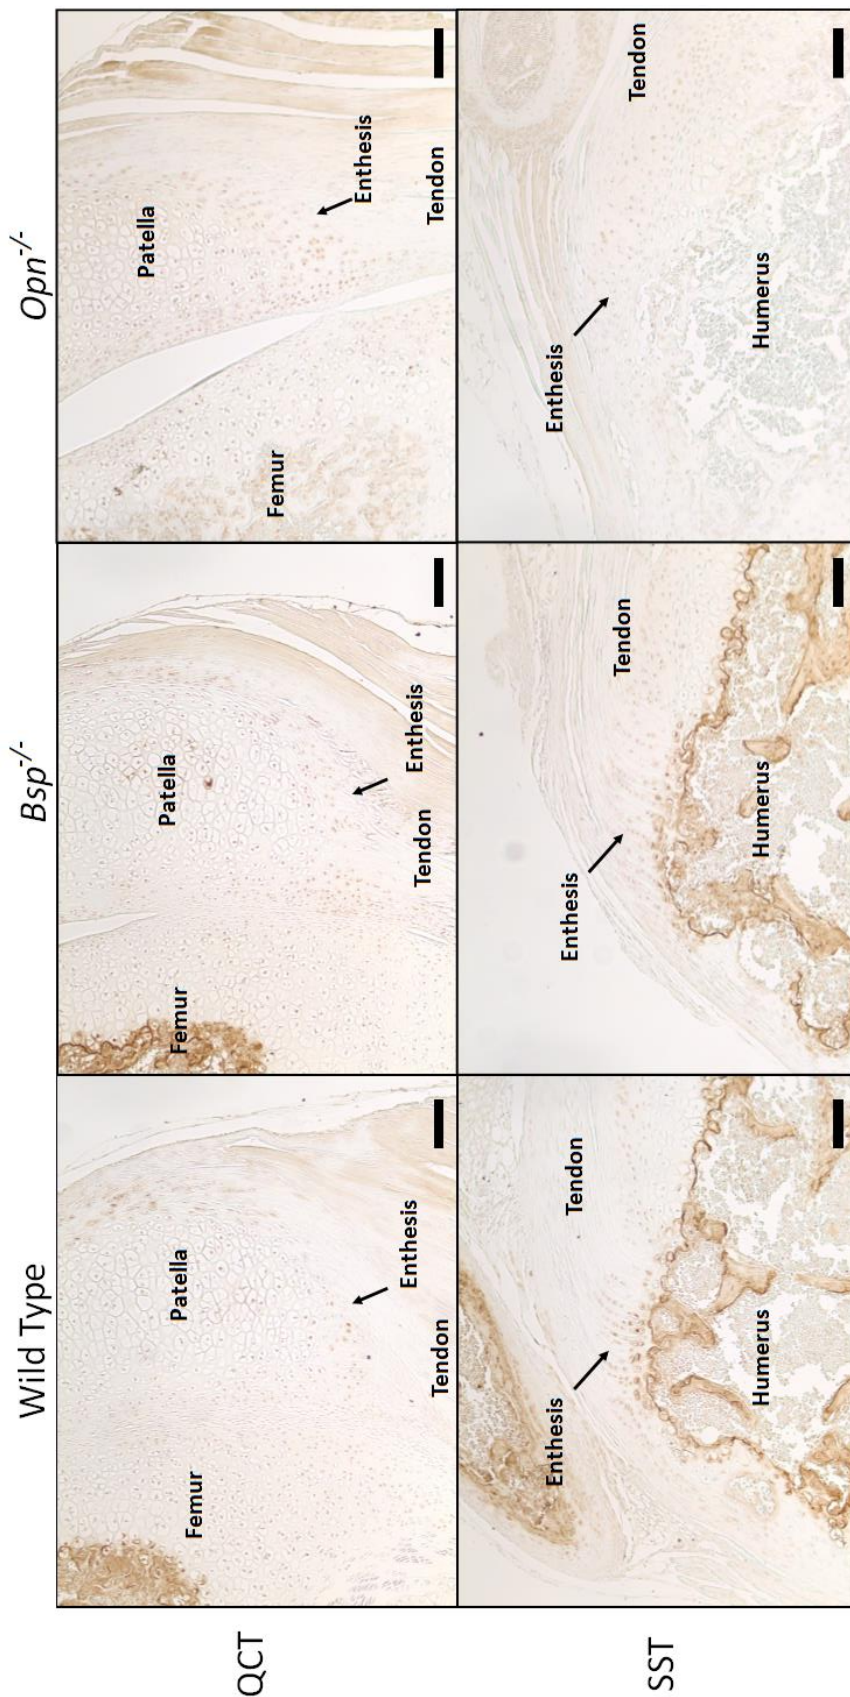 Wild Type
Bsp-/-
Opn-/-
QCT
Femur
Patella
Enthesis
Tendon
Femur
Patella
Enthesis
Tendon
Femur
Patella
Enthesis
Tendon
SST
Enthesis
Tendon
Humerus
Enthesis
Tendon
Humerus
Enthesis
Tendon
Humerus